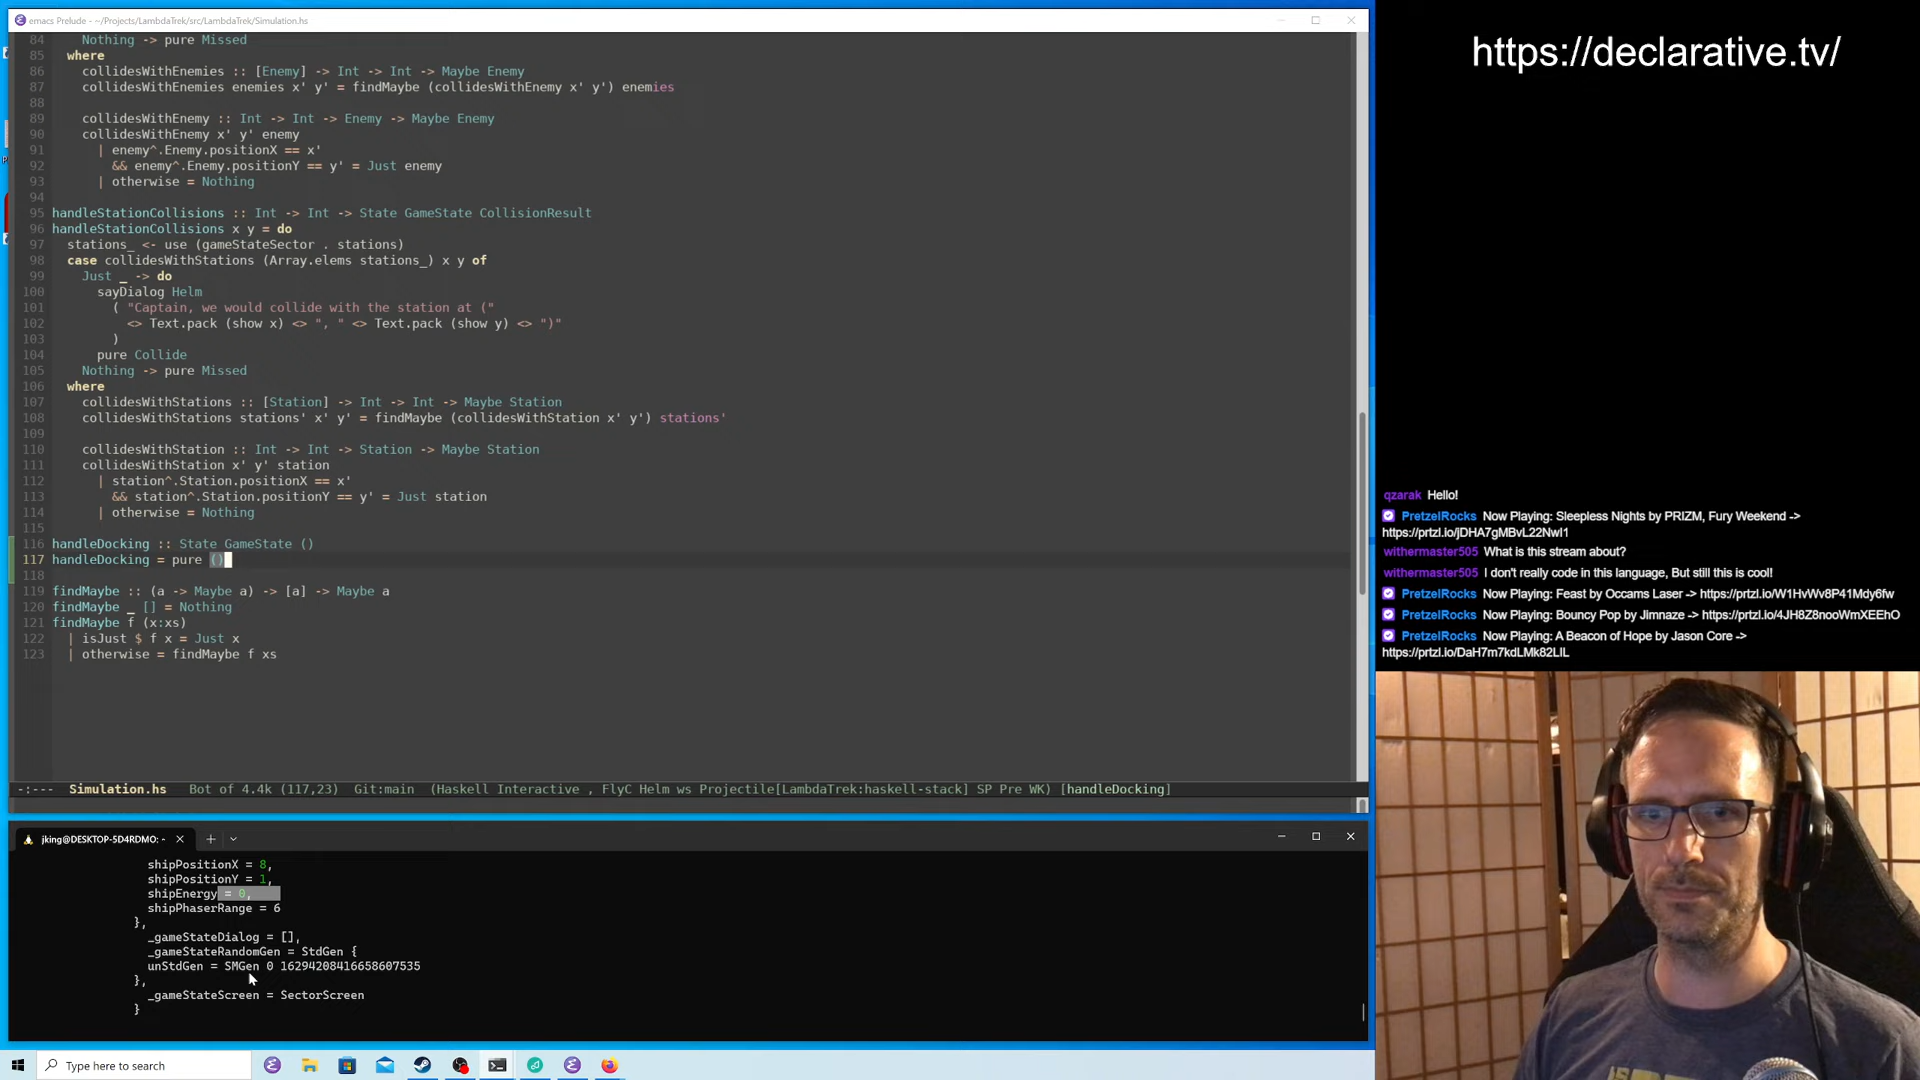 emacs Prelude - ~/Projects/LambdaTrek/src/LambdaTrek/Simulation.hs
84 Nothing -> pure Missed
85 where
86 collidesWithEnemies :: [Enemy] -> Int -> Int -> Maybe Enemy
87 collidesWithEnemies enemies x' y' = findMaybe (collidesWithEnemy x' y') enemies
88
89 collidesWithEnemy :: Int -> Int -> Enemy -> Maybe Enemy
90 collidesWithEnemy x' y' enemy
91 | enemy^.Enemy.positionX == x'
92 && enemy^.Enemy.positionY == y' = Just enemy
93 | otherwise = Nothing
94
95 handleStationCollisions :: Int -> Int -> State GameState CollisionResult
96 handleStationCollisions x y = do
97 stations_ <- use (gameStateSector . stations)
98 case collidesWithStations (Array.elems stations_) x y of
99 Just _ -> do
100 sayDialog Helm
101 ( "Captain, we would collide with the station at ("
102 <> Text.pack (show x) <> ", " <> Text.pack (show y) <> ")"
103 )
104 pure Collide
105 Nothing -> pure Missed
106 where
107 collidesWithStations :: [Station] -> Int -> Int -> Maybe Station
108 collidesWithStations stations' x' y' = findMaybe (collidesWithStation x' y') stations'
109
110 collidesWithStation :: Int -> Int -> Station -> Maybe Station
111 collidesWithStation x' y' station
112 | station^.Station.positionX == x'
113 && station^.Station.positionY == y' = Just station
114 | otherwise = Nothing
115
116 handleDocking :: State GameState ()
117 handleDocking = pure ()
118
119 findMaybe :: (a -> Maybe a) -> [a] -> Maybe a
120 findMaybe _ [] = Nothing
121 findMaybe f (x:xs)
122 | isJust $ f x = Just x
123 | otherwise = findMaybe f xs
-:--- Simulation.hs Bot of 4.4k (117,23) Git:main (Haskell Interactive , FlyC Helm ws Projectile[LambdaTrek:haskell-stack] SP Pre WK) [handleDocking]
jking@DESKTOP-5D4RDMO: ~
shipPositionX = 8,
shipPositionY = 1,
shipEnergy = 0,
shipPhaserRange = 6
},
_gameStateDialog = [],
_gameStateRandomGen = StdGen {
unStdGen = SMGen 0 16294208416658607535
},
_gameStateScreen = SectorScreen
}
Type here to search
https://declarative.tv/
qzarak Hello!
PretzelRocks Now Playing: Sleepless Nights by PRIZM, Fury Weekend ->
https://prtzl.io/jDHA7gMBvL22NwI1
withermaster505 What is this stream about?
withermaster505 I don't really code in this language, But still this is cool!
PretzelRocks Now Playing: Feast by Occams Laser -> https://prtzl.io/W1HvWv8P41Mdy6fw
PretzelRocks Now Playing: Bouncy Pop by Jimnaze -> https://prtzl.io/4JH8Z8nooWmXEEhO
PretzelRocks Now Playing: A Beacon of Hope by Jason Core ->
https://prtzl.io/DaH7m7kdLMk82LIL